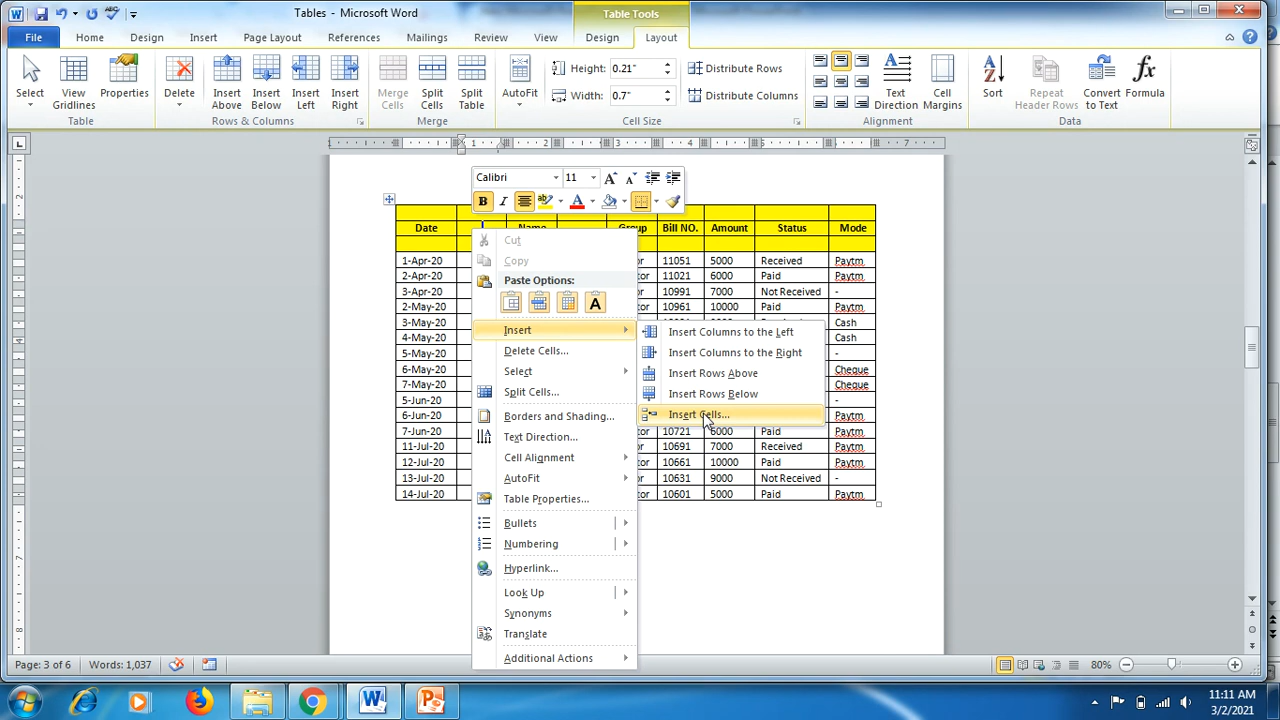 Tables - Microsoft Word
Table Tools
File Home Design Insert Page Layout References Mailings Review View Design Layout
Select
View Gridlines
Properties
Table
Delete
Insert Above
Insert Below
Insert Left
Insert Right
Rows & Columns
Merge Cells
Split Cells
Split Table
Merge
AutoFit
Height: 0.21"
Width: 0.7"
Distribute Rows
Distribute Columns
Cell Size
Text Direction
Cell Margins
Alignment
Sort
Repeat Header Rows
Convert to Text
Formula
Data
Calibri 11
Date Name Group Bill NO. Amount Status Mode
1-Apr-20 11051 5000 Received Paytm
2-Apr-20 11021 6000 Paid Paytm
3-Apr-20 10991 7000 Not Received -
2-May-20 10961 10000 Paid Paytm
3-May-20 Cash
4-May-20 Cash
5-May-20 -
6-May-20 Cheque
7-May-20 Cheque
5-Jun-20 -
6-Jun-20 Paytm
7-Jun-20 10721 6000 Paid Paytm
11-Jul-20 10691 7000 Received Paytm
12-Jul-20 10661 10000 Paid Paytm
13-Jul-20 10631 9000 Not Received -
14-Jul-20 10601 5000 Paid Paytm
Cut
Copy
Paste Options:
Insert
Delete Cells...
Select
Split Cells...
Borders and Shading...
Text Direction...
Cell Alignment
AutoFit
Table Properties...
Bullets
Numbering
Hyperlink...
Look Up
Synonyms
Translate
Additional Actions
Insert Columns to the Left
Insert Columns to the Right
Insert Rows Above
Insert Rows Below
Insert Cells...
Page: 3 of 6 Words: 1,037 80%
11:11 AM
3/2/2021